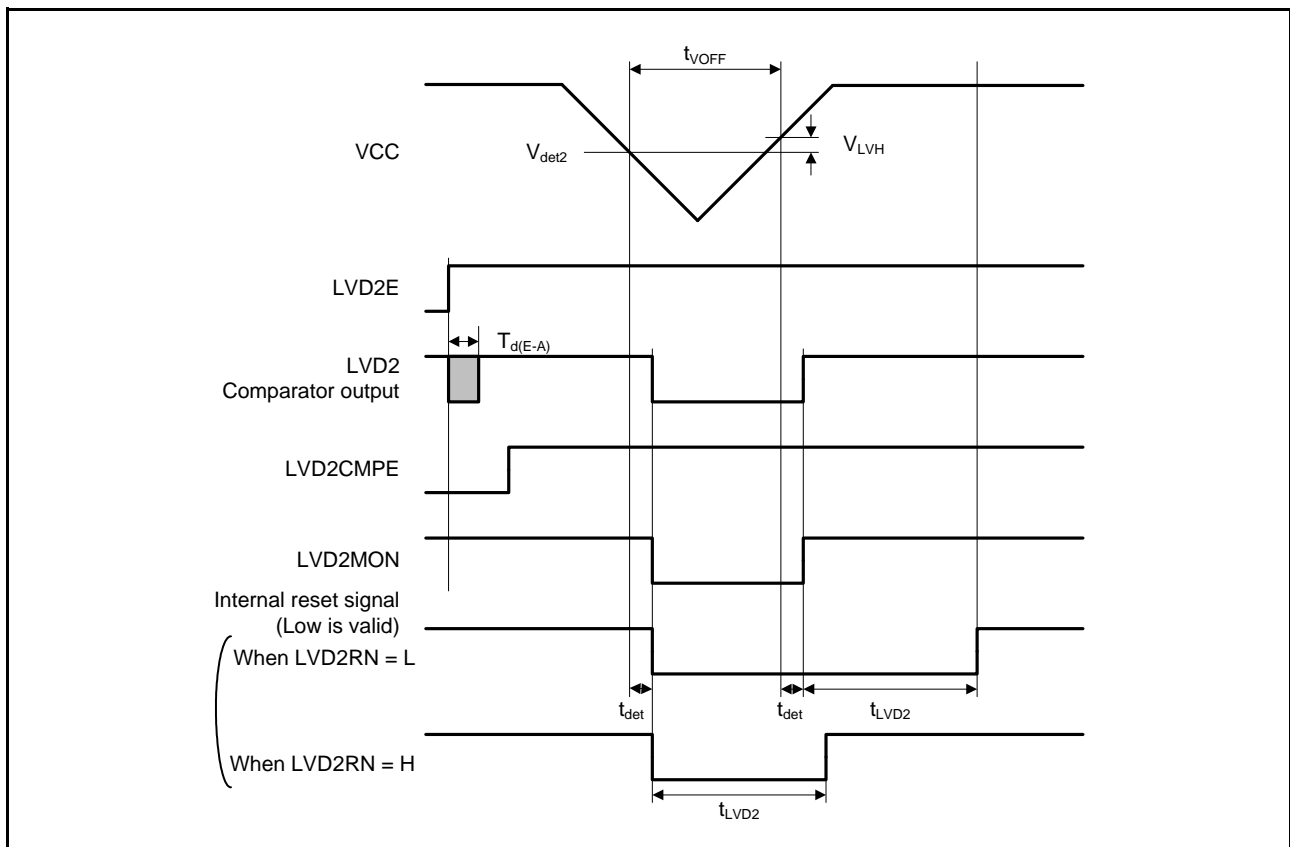 tVOFF
VCC
Vdet2
VLVH
LVD2E
Td(E-A)
LVD2
Comparator output
LVD2CMPE
LVD2MON
Internal reset signal
(Low is valid)
When LVD2RN = L
tdet
tdet
tLVD2
When LVD2RN = H
tLVD2